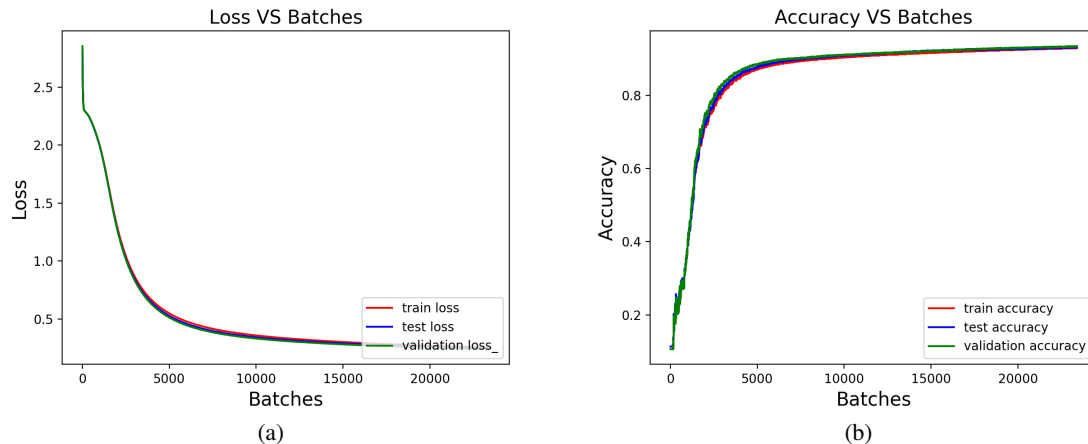 Loss VS Batches
2.5
2.0
1.5
1.0
0.5
Loss
train loss
test loss
validation loss_
0 5000 10000 15000 20000
Batches
(a)
Accuracy VS Batches
0.8
0.6
0.4
0.2
Accuracy
train accuracy
test accuracy
validation accuracy
0 5000 10000 15000 20000
Batches
(b)